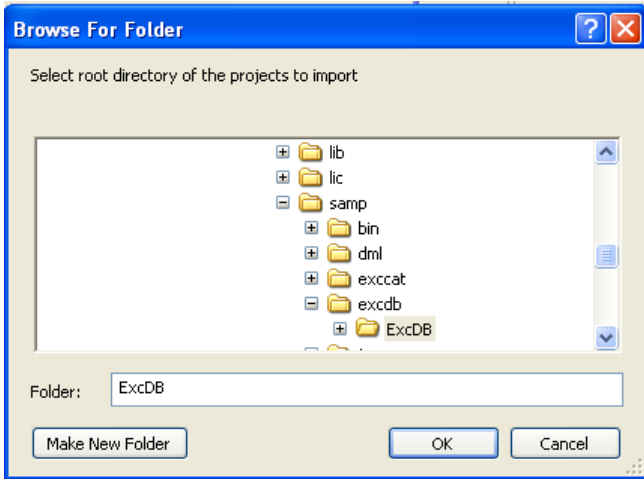 Browse For Folder
Select root directory of the projects to import
lib
lic
samp
bin
dml
exccat
excdb
ExcDB
Folder: ExcDB
Make New Folder OK Cancel